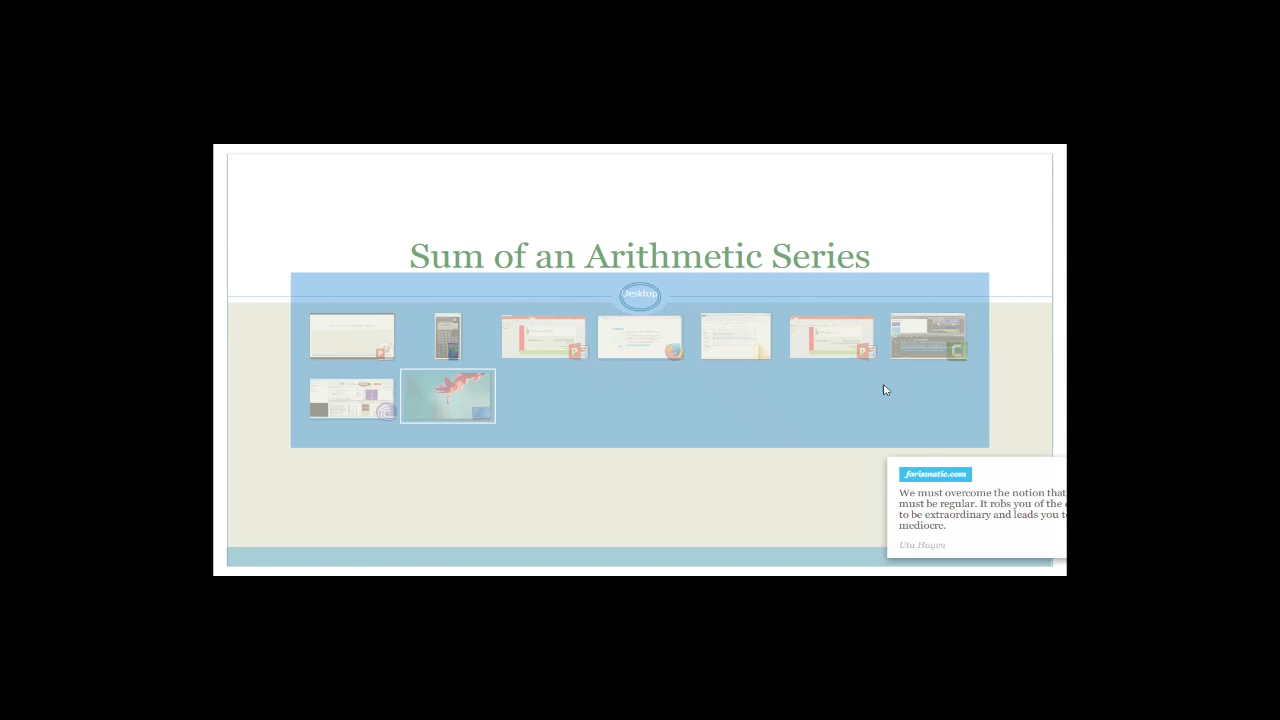 Sum of an Arithmetic Series
Desktop
forismatic.com
We must overcome the notion that
must be regular. It robs you of the
to be extraordinary and leads you
mediocre.
Uta Hagen